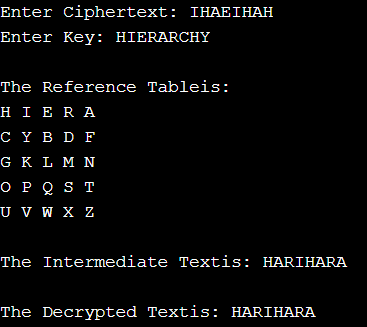 Enter Ciphertext: IHAEIHAH
Enter Key: HIERARCHY
The Reference Tableis:
H I E R A
C Y B D F
G K L M N
O P Q S T
U V W X Z
The Intermediate Textis: HARIHARA
The Decrypted Textis: HARIHARA